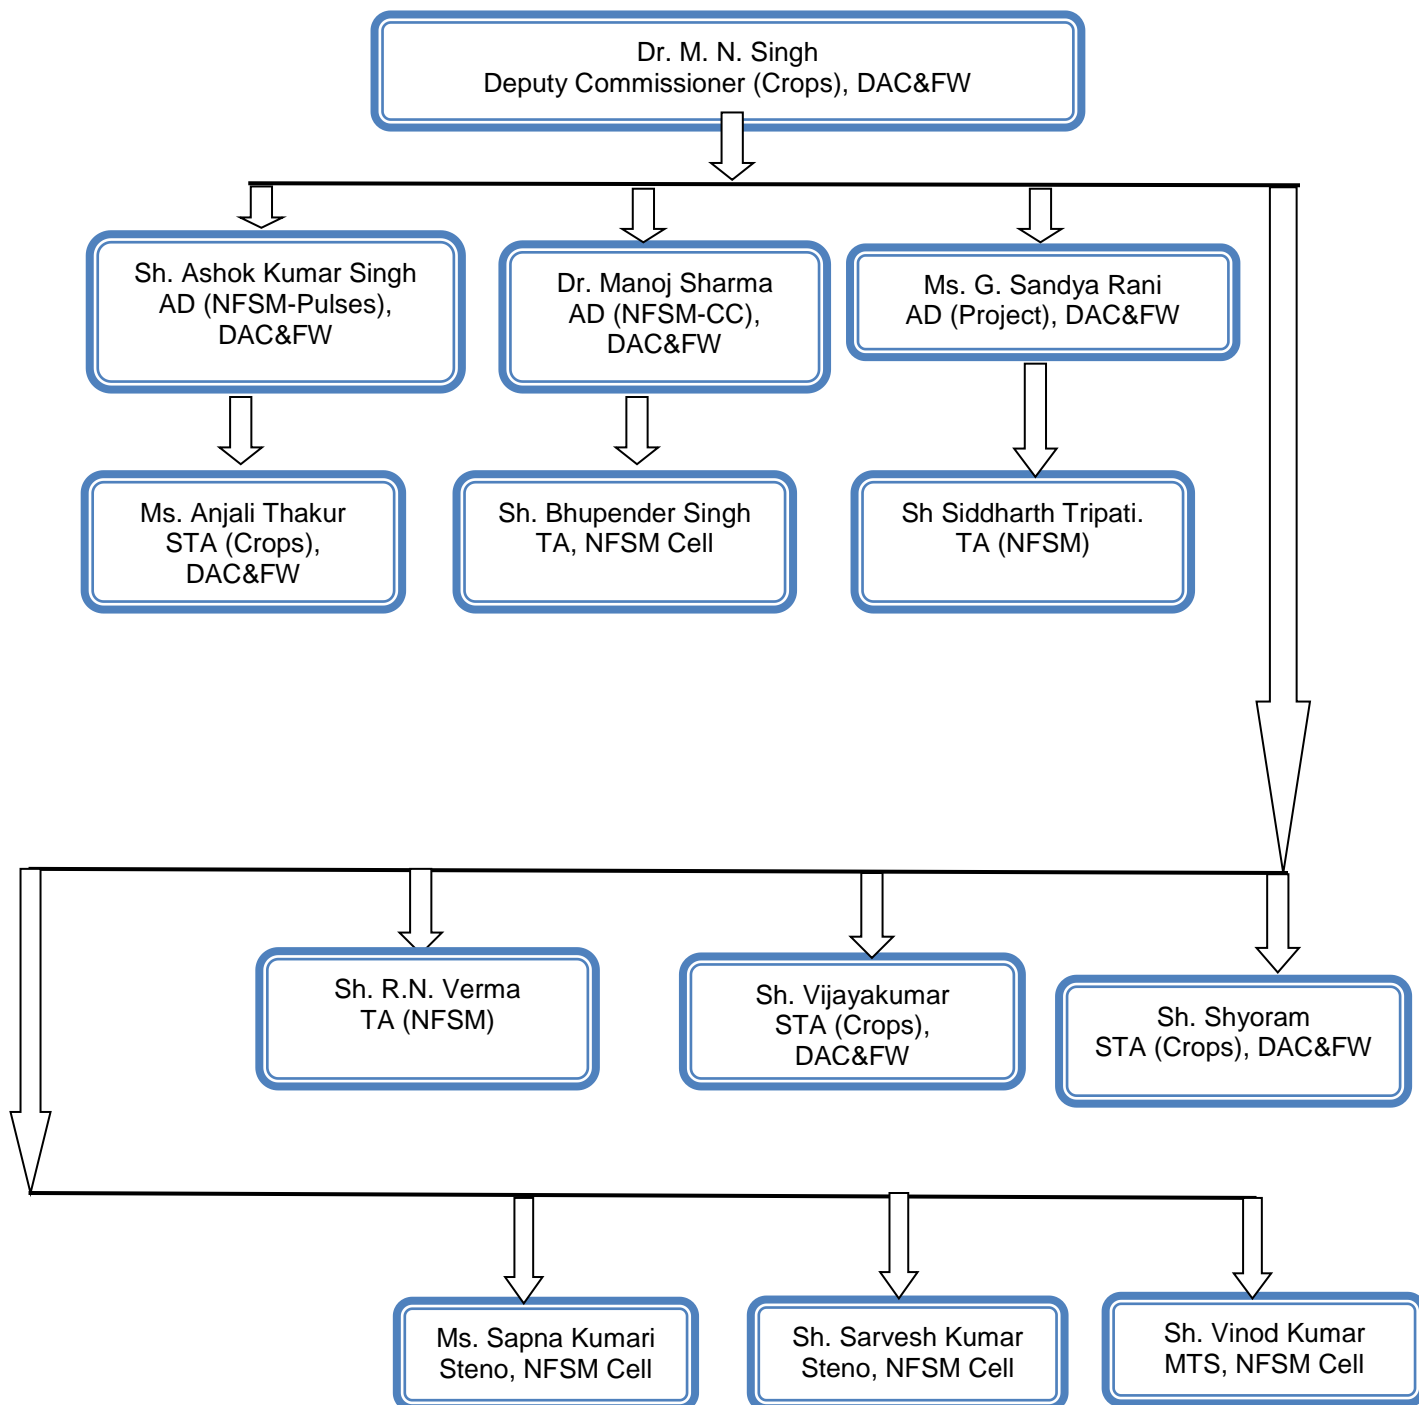 Dr. M. N. Singh
Deputy Commissioner (Crops), DAC&FW
Sh. Ashok Kumar Singh
AD (NFSM-Pulses),
DAC&FW
Dr. Manoj Sharma
AD (NFSM-CC),
DAC&FW
Ms. G. Sandya Rani
AD (Project), DAC&FW
Ms. Anjali Thakur
STA (Crops),
DAC&FW
Sh. Bhupender Singh
TA, NFSM Cell
Sh Siddharth Tripati.
TA (NFSM)
Sh. R.N. Verma
TA (NFSM)
Sh. Vijayakumar
STA (Crops),
DAC&FW
Sh. Shyoram
STA (Crops), DAC&FW
Ms. Sapna Kumari
Steno, NFSM Cell
Sh. Sarvesh Kumar
Steno, NFSM Cell
Sh. Vinod Kumar
MTS, NFSM Cell